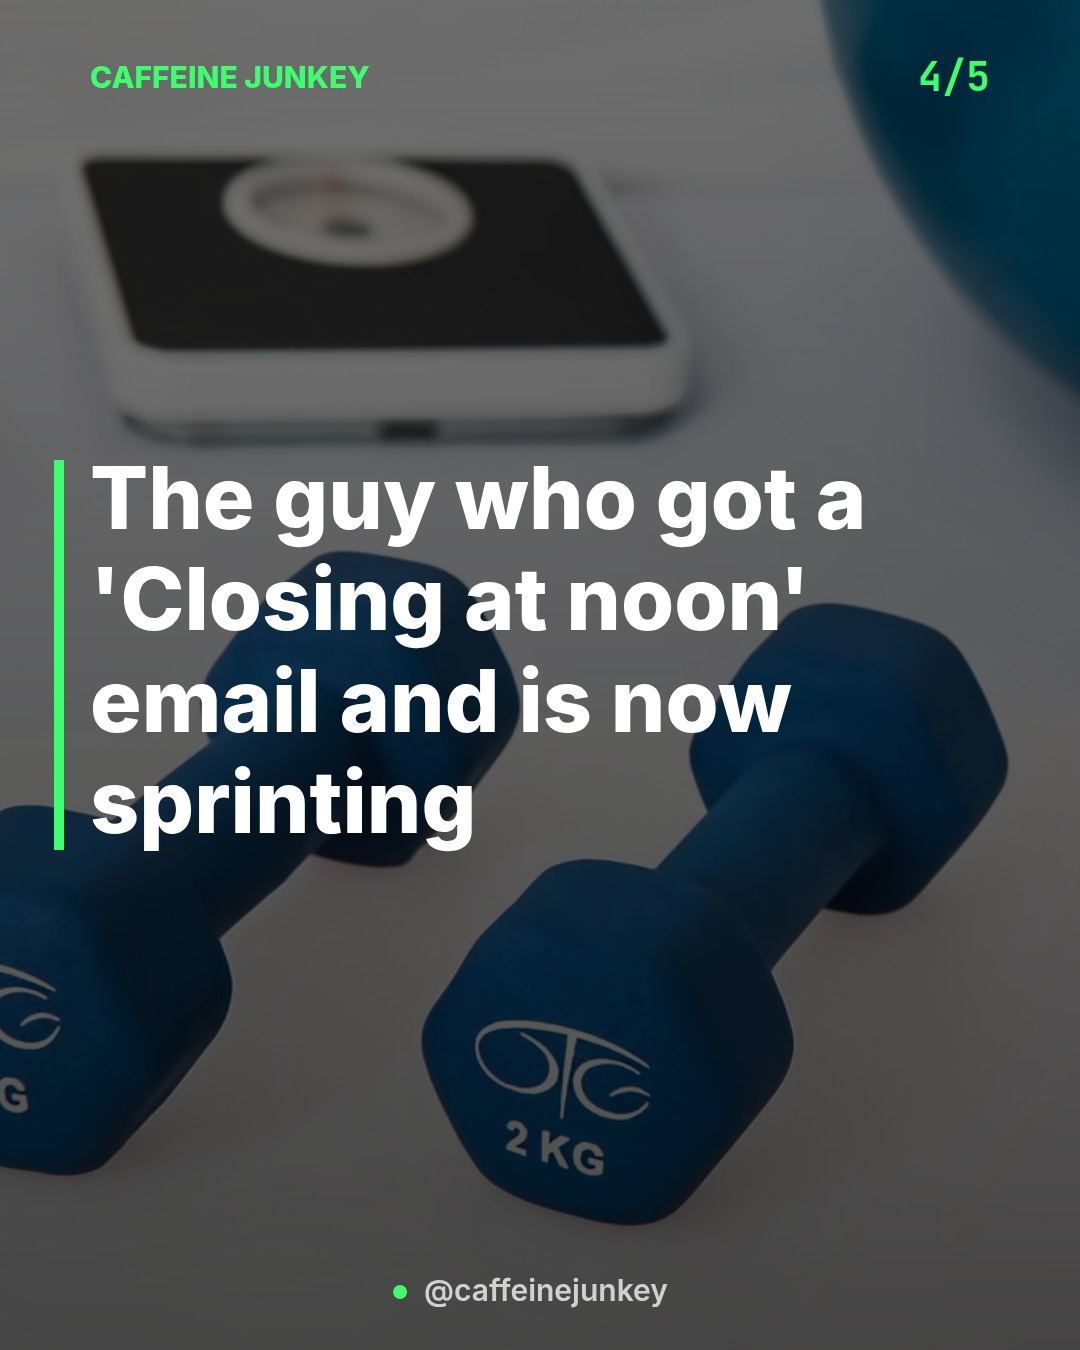 CAFFEINE JUNKEY
4/5
The guy who got a
'Closing at noon'
email and is now
sprinting
OTG
2 KG
G
G
@caffeinejunkey